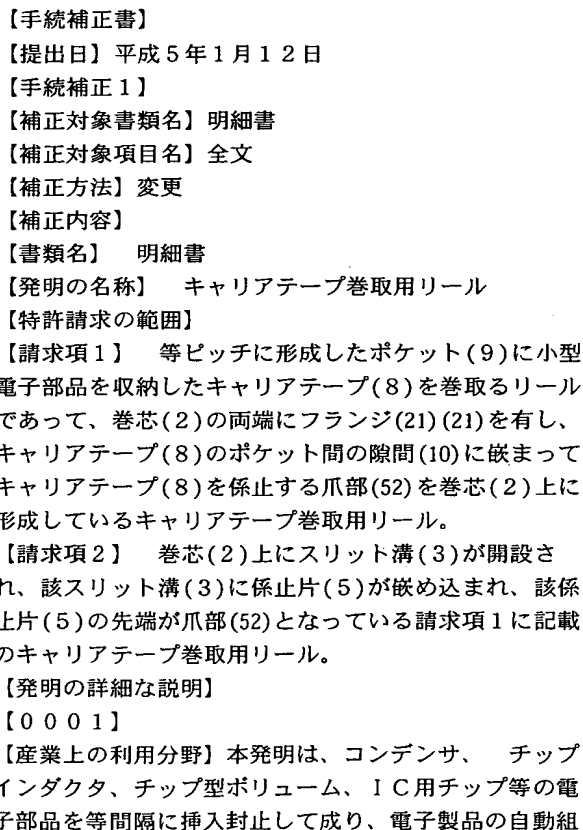 【手続補正書】
【提出日】平成5年1月12日
【手続補正1】
【補正対象書類名】明細書
【補正対象項目名】全文
【補正方法】変更
【補正内容】
【書類名】　明細書
【発明の名称】　キャリアテープ巻取用リール
【特許請求の範囲】
【請求項1】　等ピッチに形成したポケット(9)に小型
電子部品を収納したキャリアテープ(8)を巻取るリール
であって、巻芯(2)の両端にフランジ(21)(21)を有し、
キャリアテープ(8)のポケット間の隙間(10)に嵌まって
キャリアテープ(8)を係止する爪部(52)を巻芯(2)上に
形成しているキャリアテープ巻取用リール。
【請求項2】　巻芯(2)上にスリット溝(3)が開設さ
れ、該スリット溝(3)に係止片(5)が嵌め込まれ、該係
止片(5)の先端が爪部(52)となっている請求項1に記載
のキャリアテープ巻取用リール。
【発明の詳細な説明】
【0001】
【産業上の利用分野】本発明は、コンデンサ、　チップ
インダクタ、チップ型ボリューム、IC用チップ等の電
子部品を等間隔に挿入封止して成り、電子製品の自動組